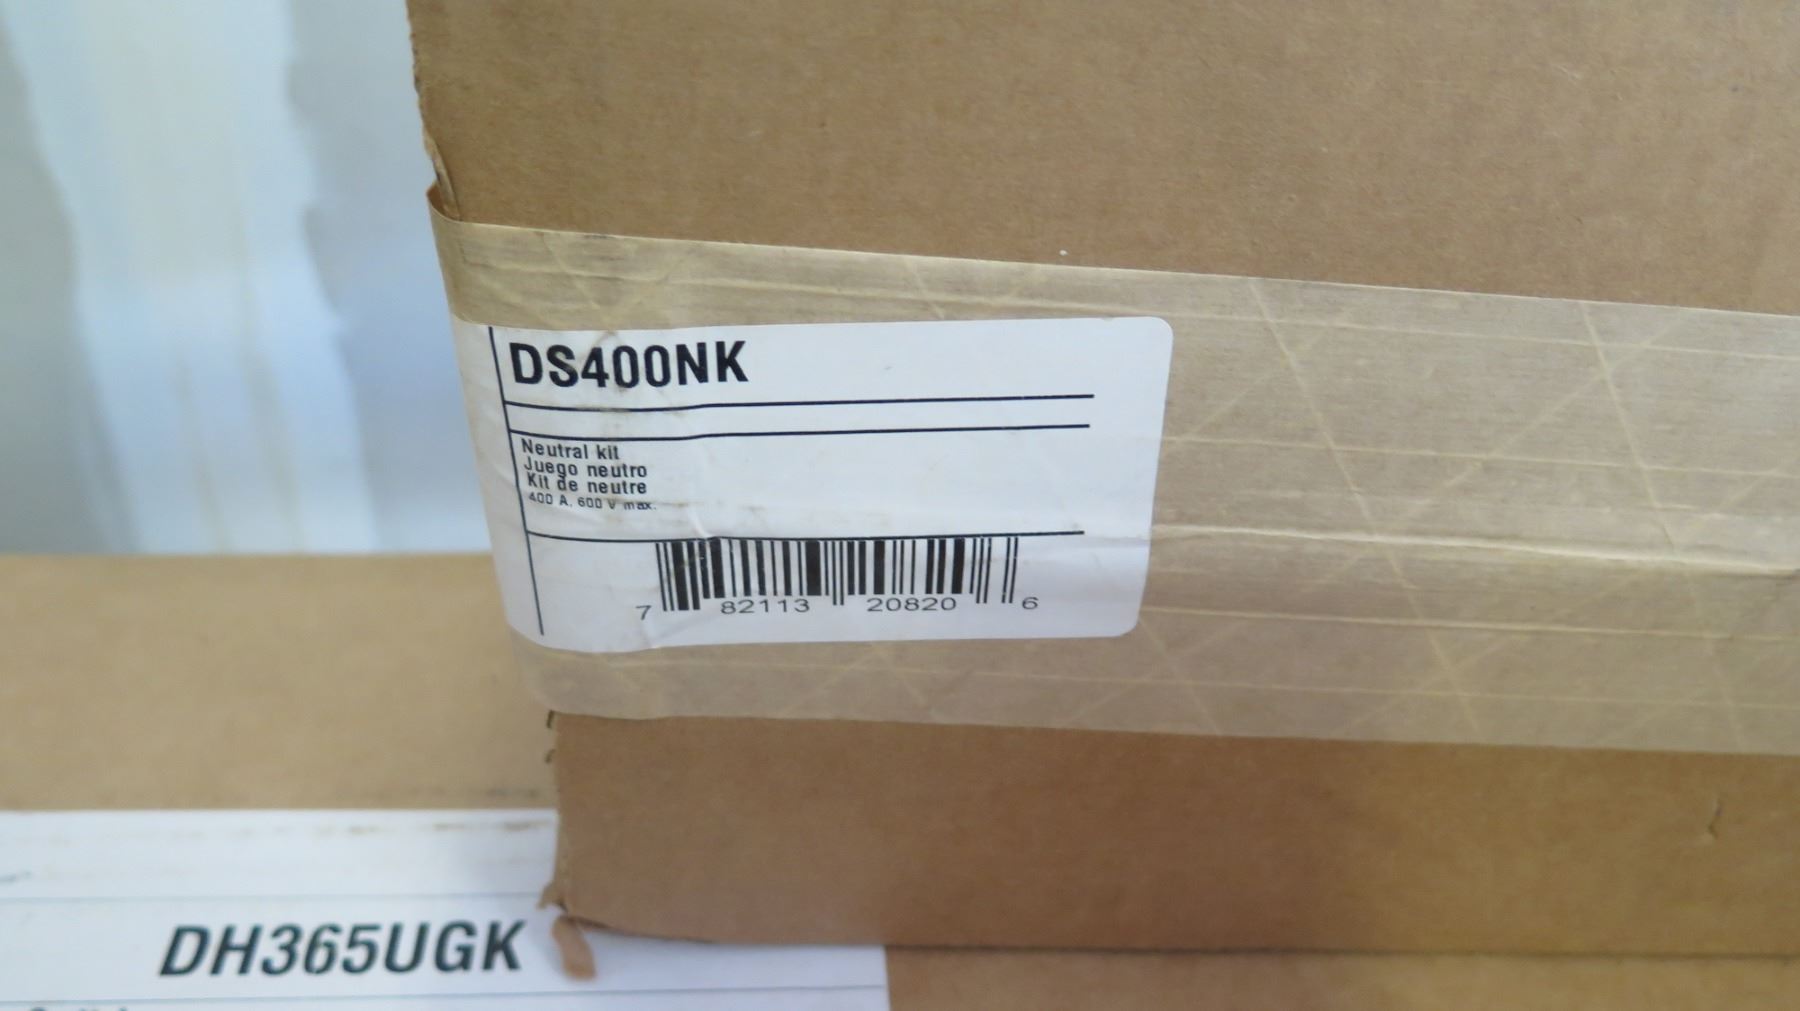 DS400NK
Neutral kit
Juego neutro
Kit de neutre
400 A, 600 V max.
7 82113 20820 6
DH365UGK